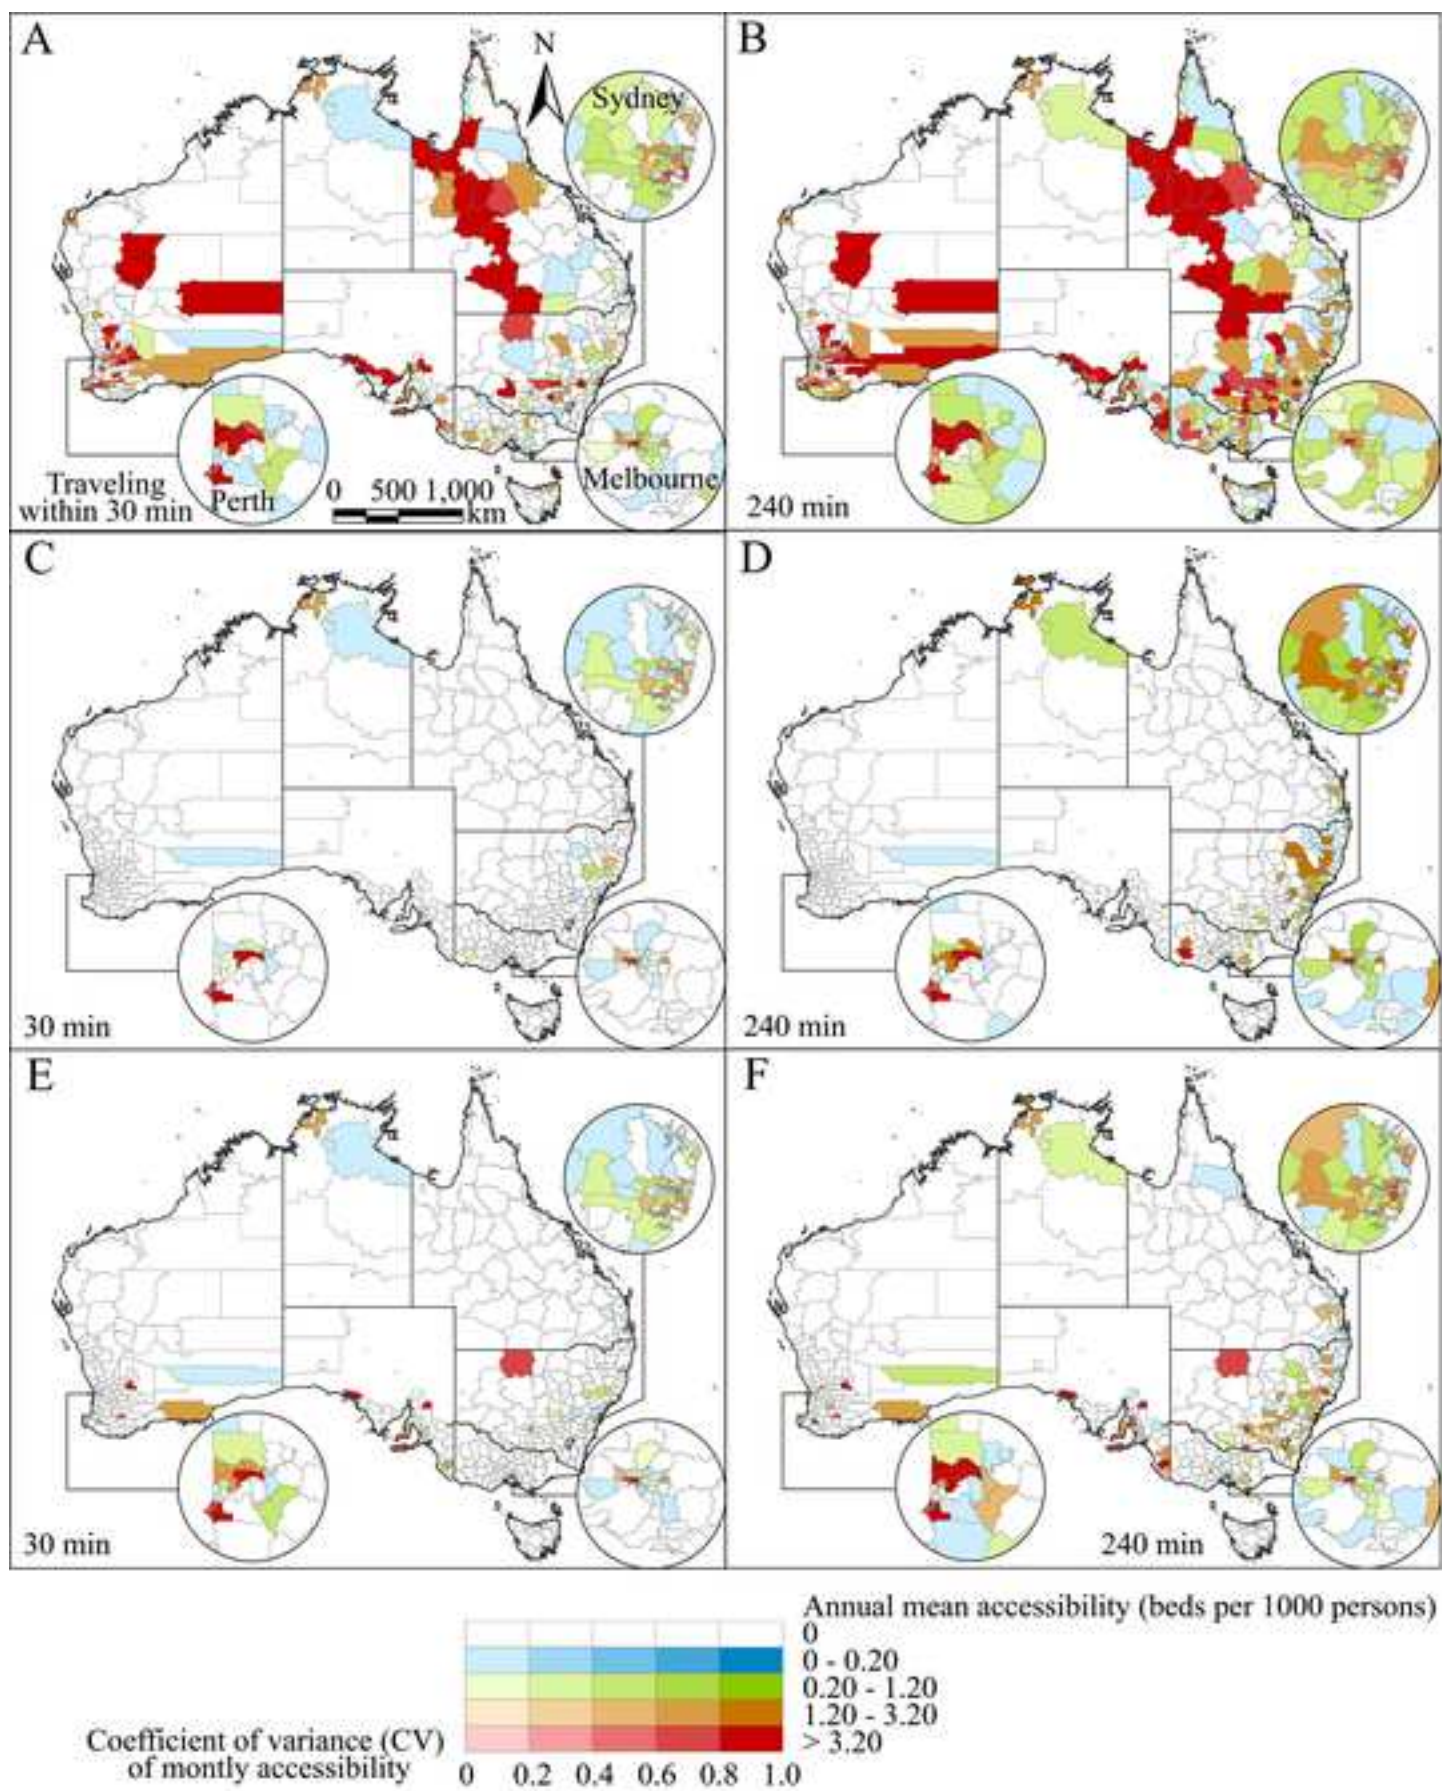 A
N
Sydney
Traveling
within 30 min
Perth
0 500 1,000
km
Melbourne
B
240 min
C
30 min
D
240 min
E
30 min
F
240 min
Annual mean accessibility (beds per 1000 persons)
0
0 - 0.20
0.20 - 1.20
1.20 - 3.20
> 3.20
Coefficient of variance (CV)
of montly accessibility
0 0.2 0.4 0.6 0.8 1.0